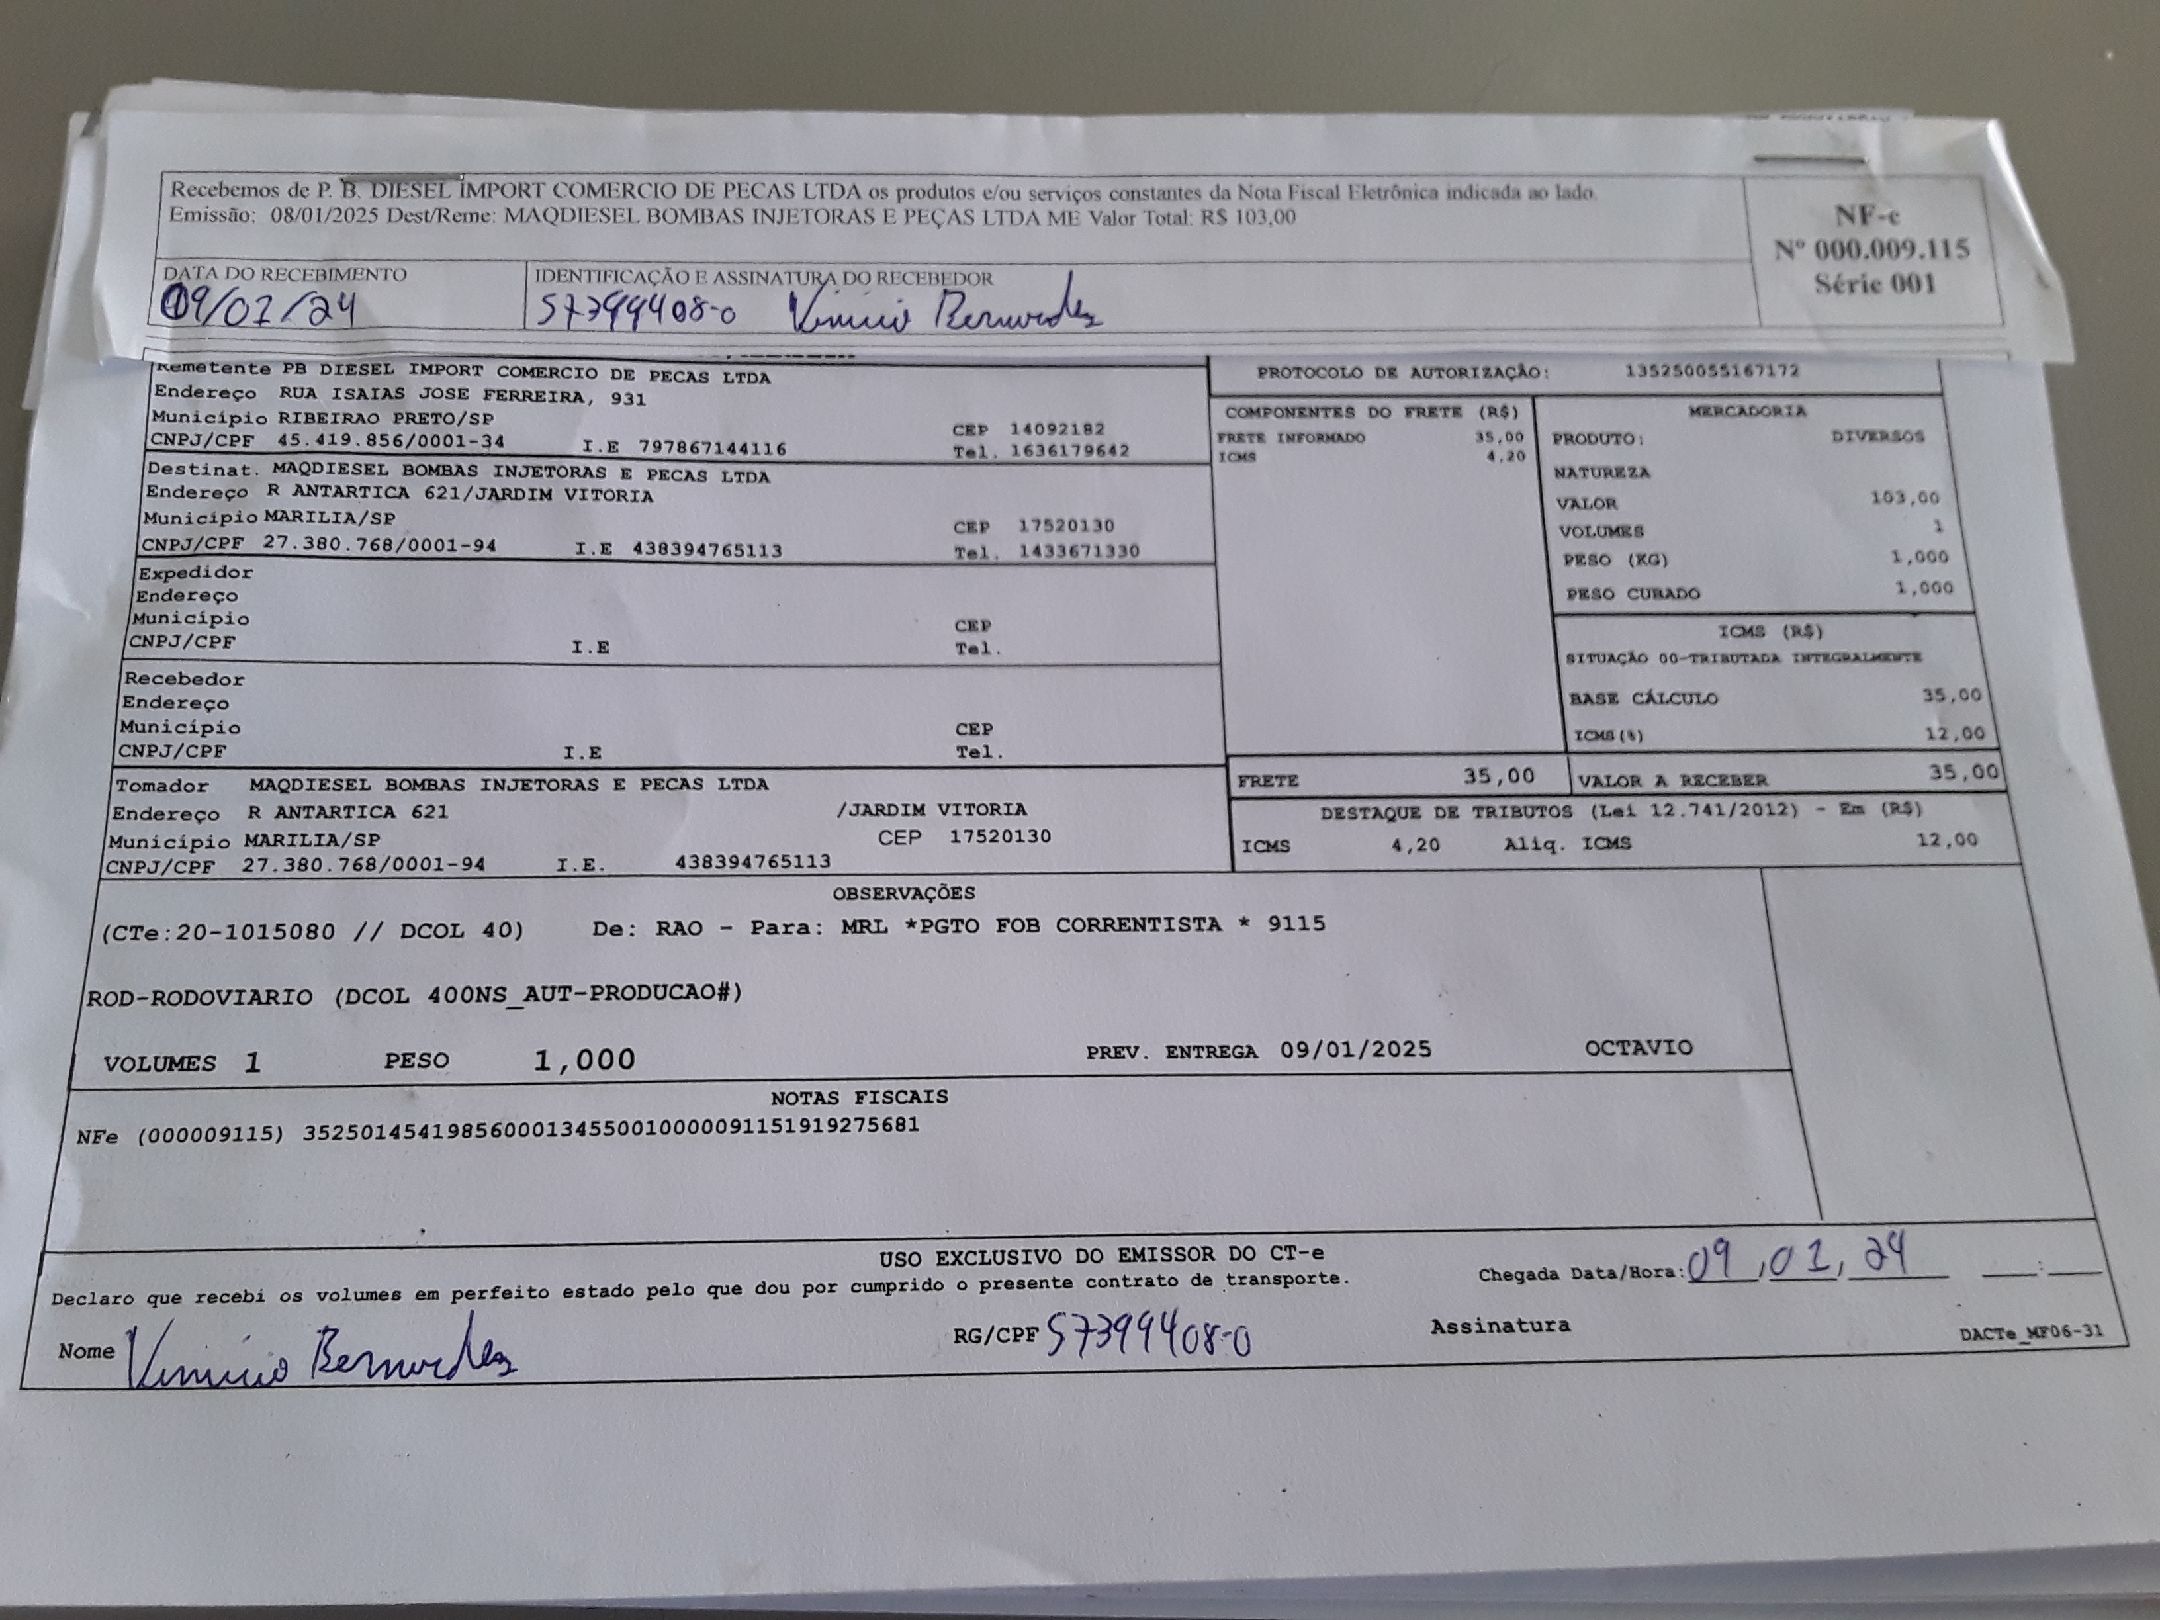 Recebemos de P. B. DIESEL IMPORT COMERCIO DE PECAS LTDA os produtos e/ou serviços constantes da Nota Fiscal Eletrônica indicada ao lado.
Emissão: 08/01/2025 Dest/Reme: MAQDIESEL BOMBAS INJETORAS E PEÇAS LTDA ME Valor Total: R$ 103,00
NF-e
Nº 000.009.115
Série 001
DATA DO RECEBIMENTO
09/01/24
IDENTIFICAÇÃO E ASSINATURA DO RECEBEDOR
57399408-0 Vinicio Bernardes
Remetente PB DIESEL IMPORT COMERCIO DE PECAS LTDA
Endereço RUA ISAIAS JOSE FERREIRA, 931
Município RIBEIRAO PRETO/SP CEP 14092182
CNPJ/CPF 45.419.856/0001-34 I.E 797867144116 Tel. 1636179642
Destinat. MAQDIESEL BOMBAS INJETORAS E PECAS LTDA
Endereço R ANTARTICA 621/JARDIM VITORIA
Município MARILIA/SP CEP 17520130
CNPJ/CPF 27.380.768/0001-94 I.E 438394765113 Tel. 1433671330
Expedidor
Endereço
Município CEP
CNPJ/CPF I.E Tel.
Recebedor
Endereço
Município CEP
CNPJ/CPF I.E Tel.
Tomador MAQDIESEL BOMBAS INJETORAS E PECAS LTDA
Endereço R ANTARTICA 621 /JARDIM VITORIA
Município MARILIA/SP CEP 17520130
CNPJ/CPF 27.380.768/0001-94 I.E. 438394765113
PROTOCOLO DE AUTORIZAÇÃO: 135250055167172
COMPONENTES DO FRETE (R$)
FRETE INFORMADO 35,00
ICMS 4,20
MERCADORIA
PRODUTO: DIVERSOS
NATUREZA
VALOR 103,00
VOLUMES 1
PESO (KG) 1,000
PESO CUBADO 1,000
ICMS (R$)
SITUAÇÃO 00-TRIBUTADA INTEGRALMENTE
BASE CÁLCULO 35,00
ICMS(%) 12,00
FRETE 35,00 VALOR A RECEBER 35,00
DESTAQUE DE TRIBUTOS (Lei 12.741/2012) - Em (R$)
ICMS 4,20 Aliq. ICMS 12,00
OBSERVAÇÕES
(CTe:20-1015080 // DCOL 40) De: RAO - Para: MRL *PGTO FOB CORRENTISTA * 9115
ROD-RODOVIARIO (DCOL 400NS_AUT-PRODUCAO#)
VOLUMES 1 PESO 1,000 PREV. ENTREGA 09/01/2025 OCTAVIO
NOTAS FISCAIS
NFe (000009115) 35250145419856000134550010000091151919275681
USO EXCLUSIVO DO EMISSOR DO CT-e
Declaro que recebi os volumes em perfeito estado pelo que dou por cumprido o presente contrato de transporte.
Chegada Data/Hora: 09,01,24 :
Nome Vinicio Bernardes RG/CPF 57399408-0 Assinatura
DACTe_MF06-31